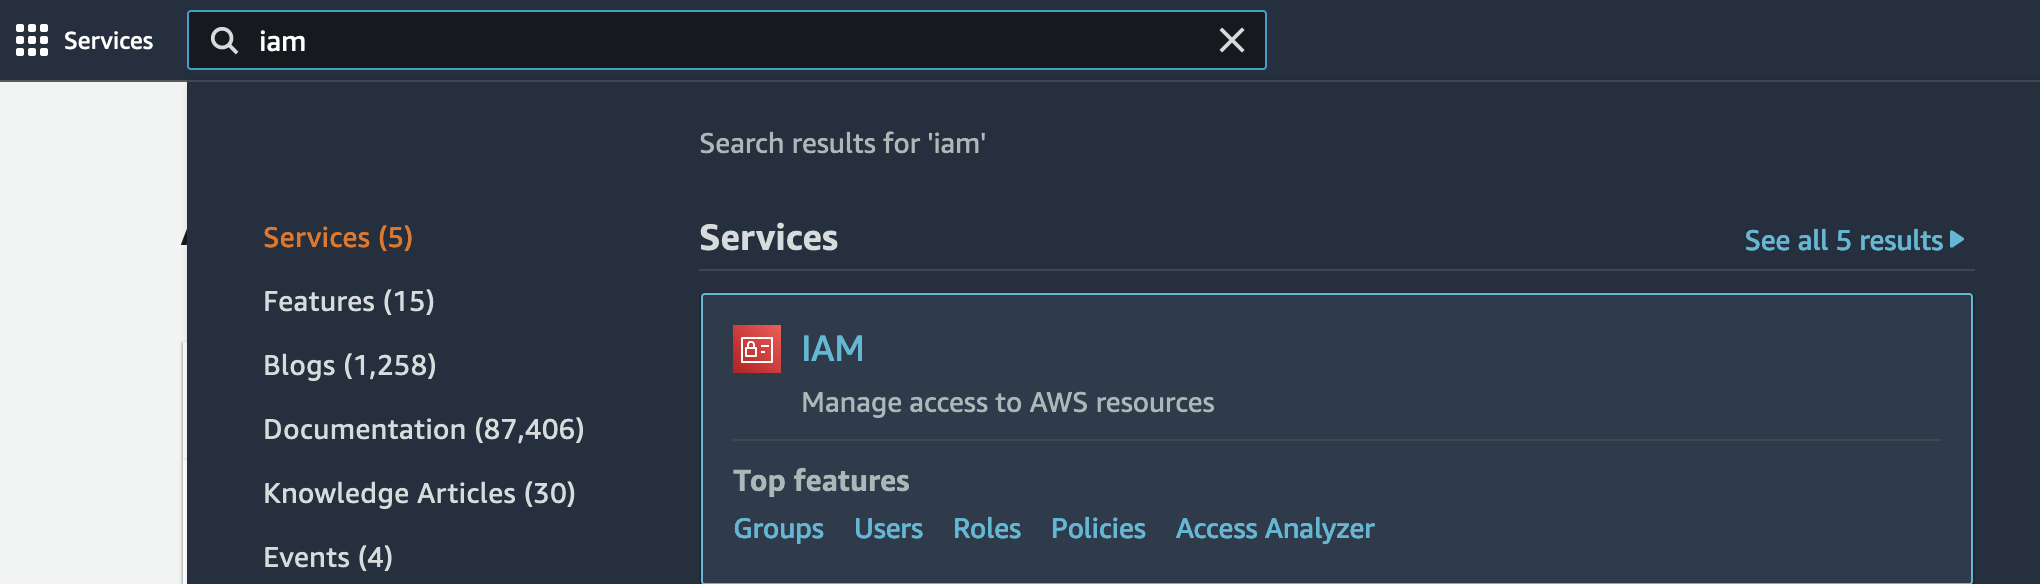 Services
iam
Search results for 'iam'
Services (5)
Features (15)
Blogs (1,258)
Documentation (87,406)
Knowledge Articles (30)
Events (4)
Services
See all 5 results
IAM
Manage access to AWS resources
Top features
Groups Users Roles Policies Access Analyzer